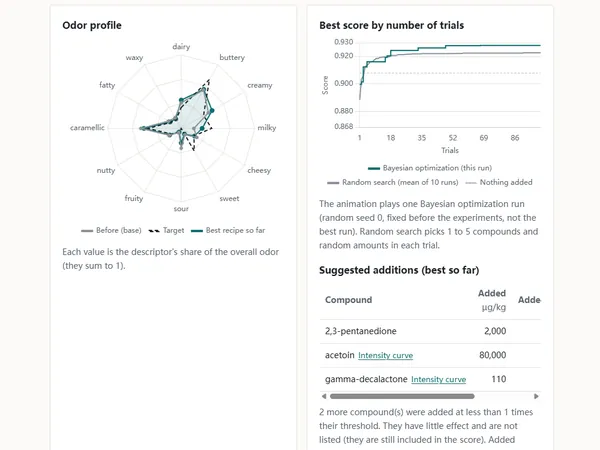 Odor profile
dairy
waxy
buttery
fatty
creamy
caramellic
milky
nutty
cheesy
fruity
sweet
sour
Before (base)
Target
Best recipe so far
Each value is the descriptor's share of the overall odor
(they sum to 1).
Best score by number of trials
0.930
0.900
0.880
0.868
Score
1
18
35
52
69
86
Trials
Bayesian optimization (this run)
Random search (mean of 10 runs)
Nothing added
The animation plays one Bayesian optimization run
(random seed 0, fixed before the experiments, not the
best run). Random search picks 1 to 5 compounds and
random amounts in each trial.
Suggested additions (best so far)
Compound
Added
µg/kg
Adde
2,3-pentanedione 2,000
acetoin Intensity curve 80,000
gamma-decalactone Intensity curve 110
2 more compound(s) were added at less than 1 times
their threshold. They have little effect and are not
listed (they are still included in the score). Added